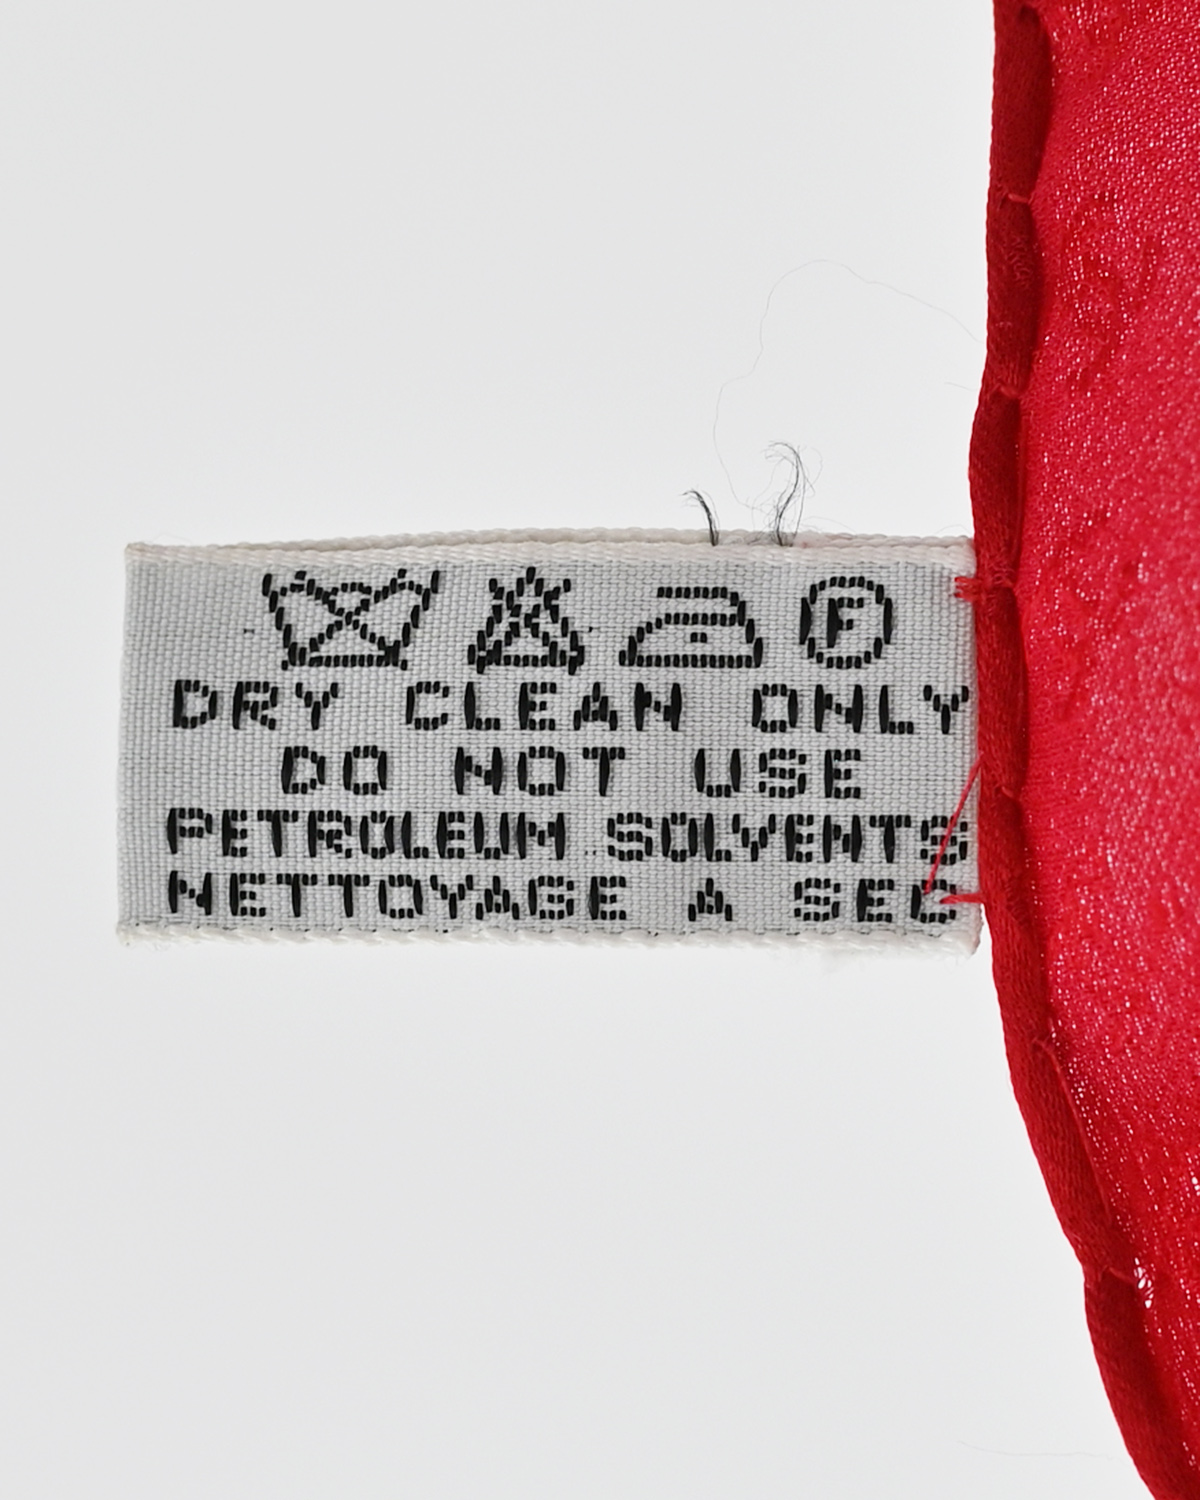 F
DRY CLEAN ONLY
DO NOT USE
PETROLEUM SOLVENTS
NETTOYAGE A SEC